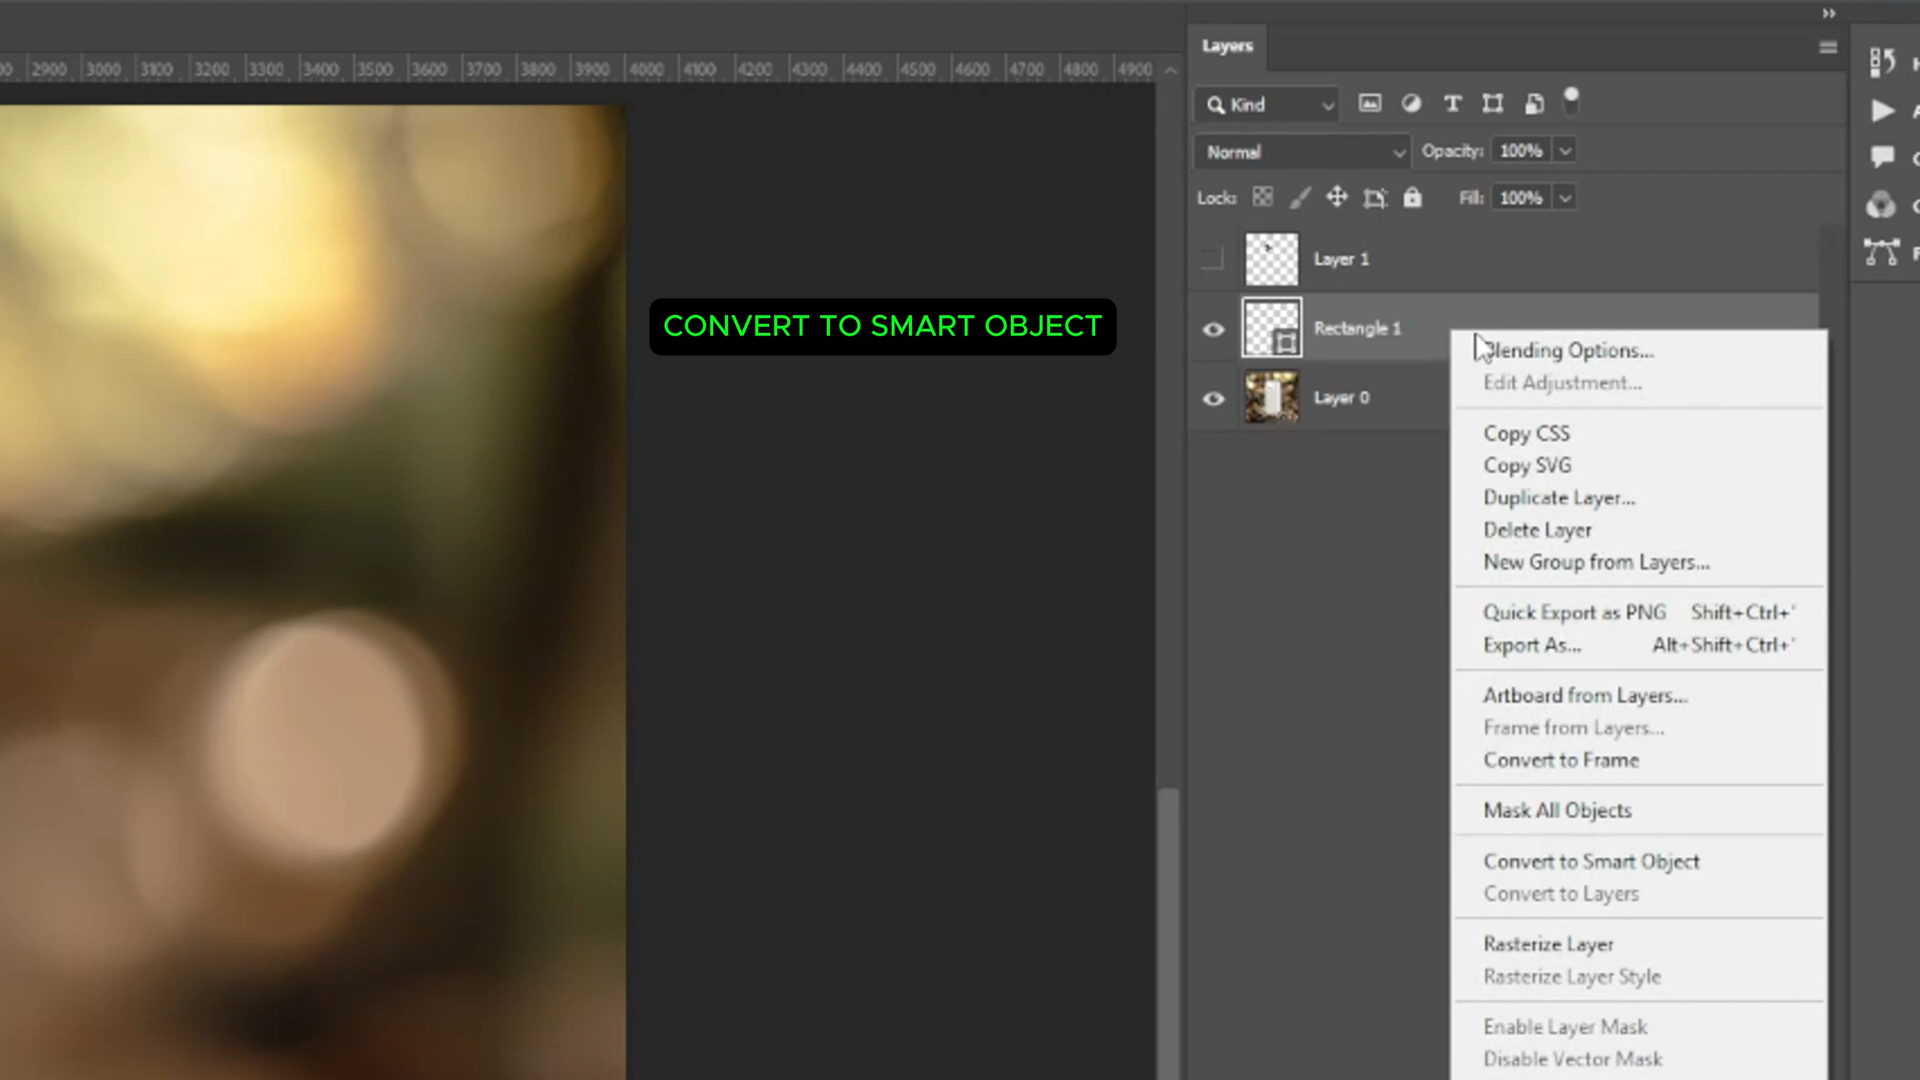 Layers
2900 3000 3100 3200 3300 3400 3500 3600 3700 3800 3900 4000 4100 4200 4300 4400 4500 4600 4700 4800 4900
Kind
Normal
Opacity: 100%
Lock:
Fill: 100%
Layer 1
CONVERT TO SMART OBJECT
Rectangle 1
Layer 0
Blending Options...
Edit Adjustment...
Copy CSS
Copy SVG
Duplicate Layer...
Delete Layer
New Group from Layers...
Quick Export as PNG Shift+Ctrl+'
Export As... Alt+Shift+Ctrl+'
Artboard from Layers...
Frame from Layers...
Convert to Frame
Mask All Objects
Convert to Smart Object
Convert to Layers
Rasterize Layer
Rasterize Layer Style
Enable Layer Mask
Disable Vector Mask